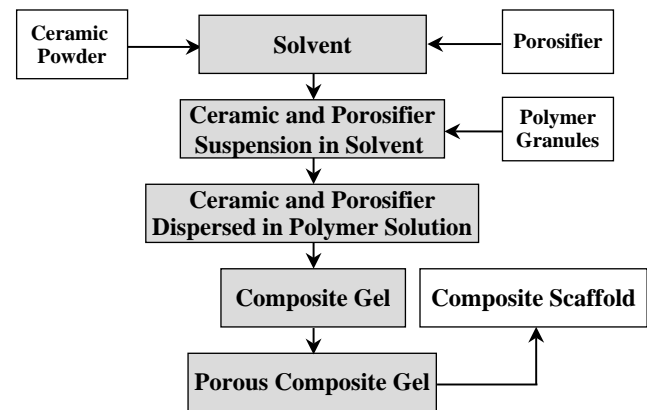 Ceramic
Powder
Solvent
Porosifier
Ceramic and Porosifier
Suspension in Solvent
Polymer
Granules
Ceramic and Porosifier
Dispersed in Polymer Solution
Composite Gel
Composite Scaffold
Porous Composite Gel